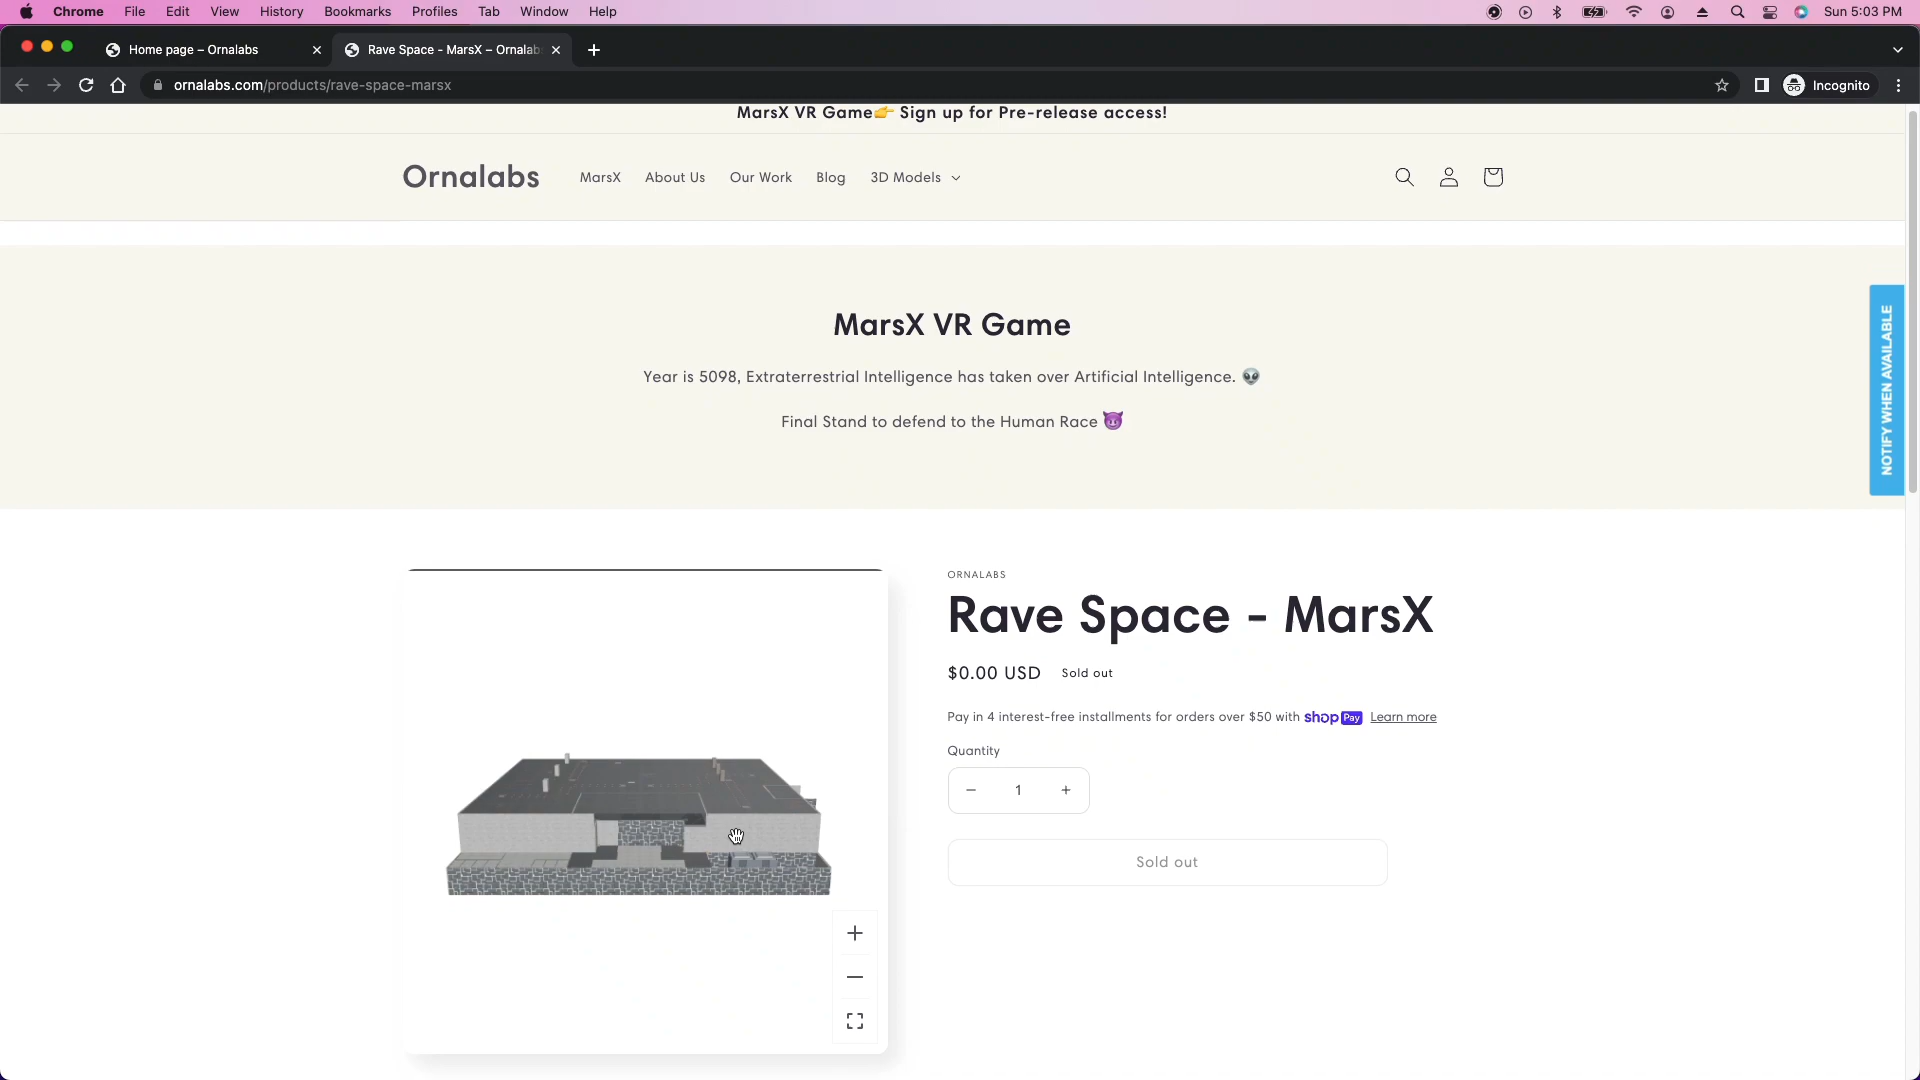 Chrome File Edit View History Bookmarks Profiles Tab Window Help Sun 5:03 PM
Home page – Ornalabs Rave Space - MarsX – Ornalabs
ornalabs.com/products/rave-space-marsx Incognito
MarsX VR Game👉 Sign up for Pre-release access!
Ornalabs MarsX About Us Our Work Blog 3D Models
MarsX VR Game
Year is 5098, Extraterrestrial Intelligence has taken over Artificial Intelligence. 👽
Final Stand to defend to the Human Race 😈
NOTIFY WHEN AVAILABLE
ORNALABS
Rave Space - MarsX
$0.00 USD Sold out
Pay in 4 interest-free installments for orders over $50 with shop Pay Learn more
Quantity
− 1 +
Sold out